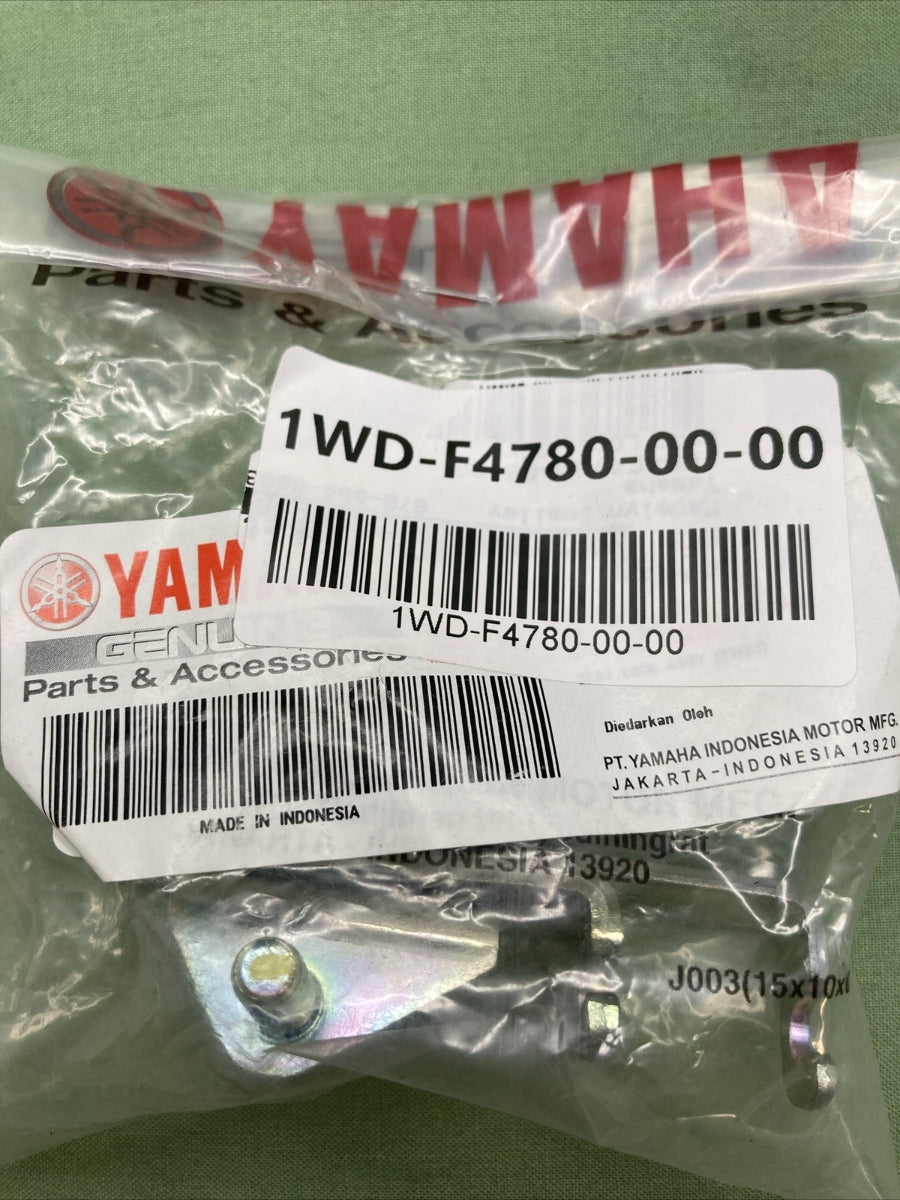 YAMAHA
Parts & Accessories
1WD-F4780-00-00
1WD-F4780-00-00
YAM
GENU
Parts & Accessories
MADE IN INDONESIA
Diedarkan Oleh
PT. YAMAHA INDONESIA MOTOR MFG.
JAKARTA - INDONESIA 13920
INDONESIA 13920
J003(15x10x